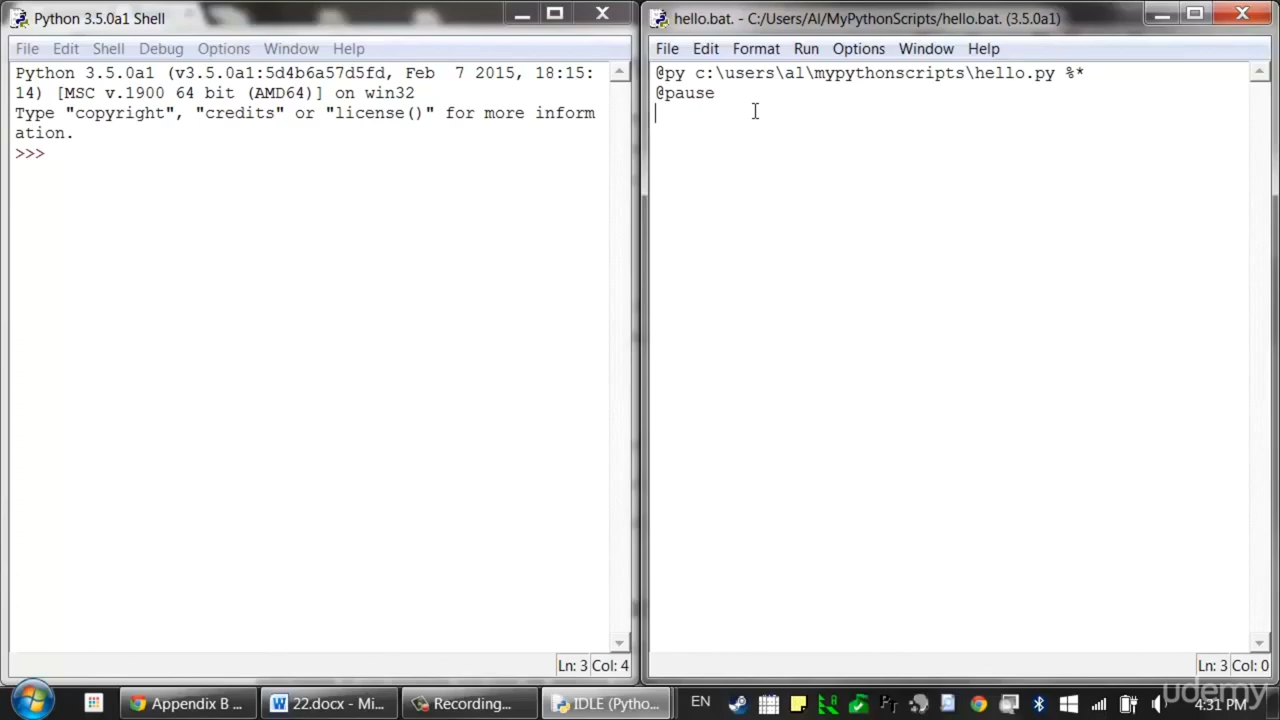 Python 3.5.0a1 Shell
File Edit Shell Debug Options Window Help
Python 3.5.0a1 (v3.5.0a1:5d4b6a57d5fd, Feb  7 2015, 18:15:
14) [MSC v.1900 64 bit (AMD64)] on win32
Type "copyright", "credits" or "license()" for more inform
ation.
>>>
Ln: 3 Col: 4
hello.bat. - C:/Users/Al/MyPythonScripts/hello.bat. (3.5.0a1)
File Edit Format Run Options Window Help
@py c:\users\al\mypythonscripts\hello.py %*
@pause
Ln: 3 Col: 0
Appendix B ...
22.docx - Mi...
Recording...
IDLE (Pytho...
EN
4:31 PM
udemy